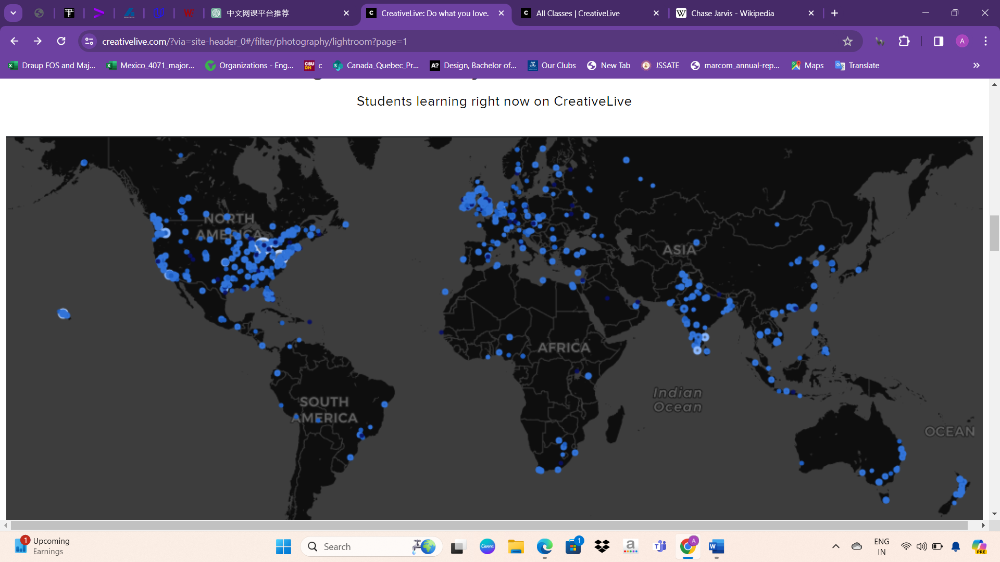 中文网课平台推荐
CreativeLive: Do what you love.
All Classes | CreativeLive
Chase Jarvis - Wikipedia
creativelive.com/?via=site-header_0#/filter/photography/lightroom?page=1
A
Draup FOS and Maj...
Mexico_4071_major...
Organizations - Eng...
c
Canada_Quebec_Pr...
Design, Bachelor of...
Our Clubs
New Tab
JSSATE
marcom_annual-rep...
Maps
Translate
Students learning right now on CreativeLive
NORTH
AMERICA
ASIA
AFRICA
Indian
Ocean
SOUTH
AMERICA
OCEAN
1
Upcoming
Earnings
Search
Canva
1
A
ENG
IN
PRE